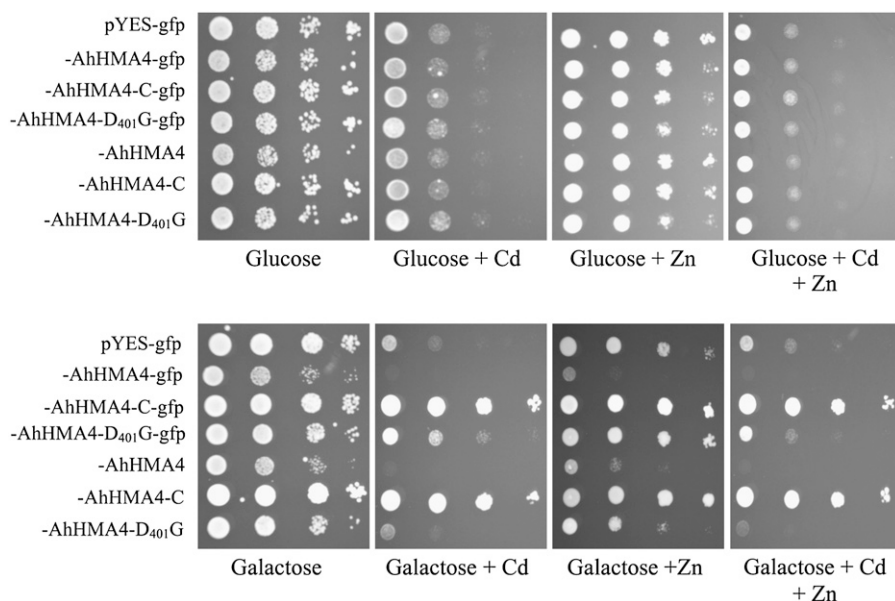 pYES-gfp
-AhHMA4-gfp
-AhHMA4-C-gfp
-AhHMA4-D₄₀₁G-gfp
-AhHMA4
-AhHMA4-C
-AhHMA4-D₄₀₁G
Glucose
Glucose + Cd
Glucose + Zn
Glucose + Cd
+ Zn
pYES-gfp
-AhHMA4-gfp
-AhHMA4-C-gfp
-AhHMA4-D₄₀₁G-gfp
-AhHMA4
-AhHMA4-C
-AhHMA4-D₄₀₁G
Galactose
Galactose + Cd
Galactose +Zn
Galactose + Cd
+ Zn